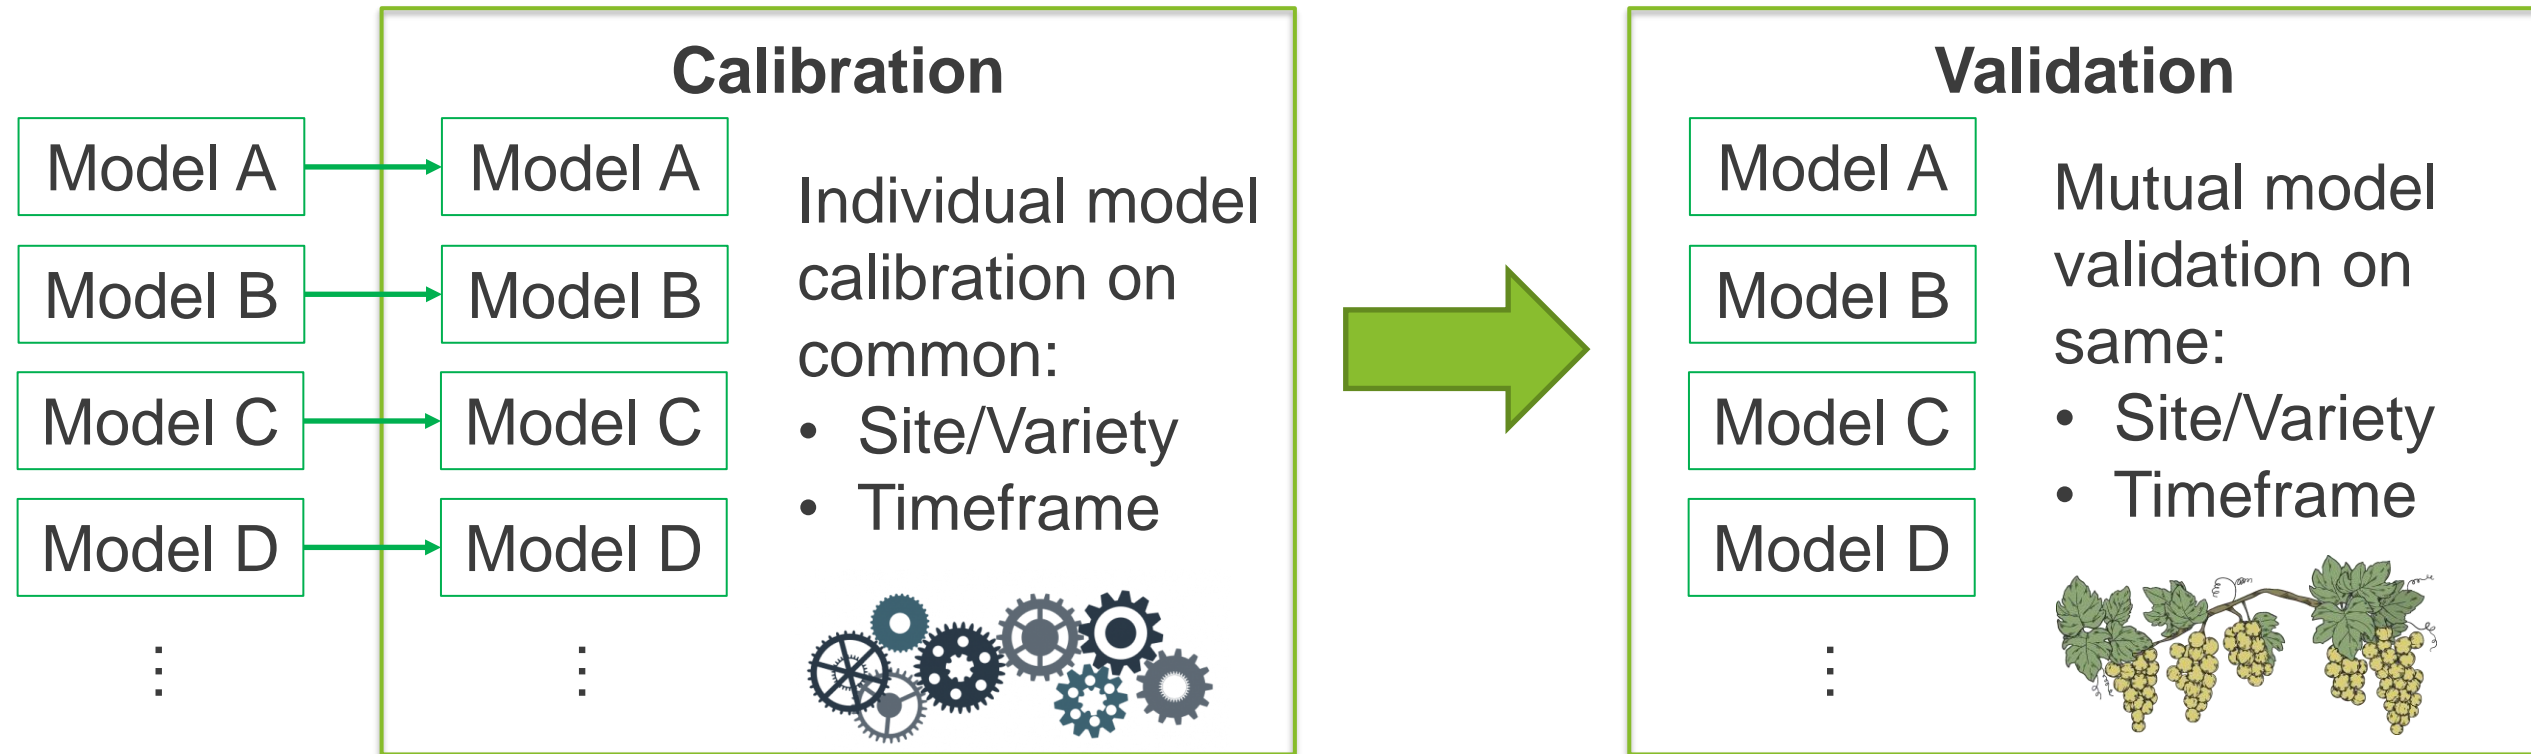 Model A
Model B
Model C
Model D
⋮
Calibration
Model A
Model B
Model C
Model D
⋮
Individual model
calibration on
common:
• Site/Variety
• Timeframe
Validation
Model A
Model B
Model C
Model D
⋮
Mutual model
validation on
same:
• Site/Variety
• Timeframe